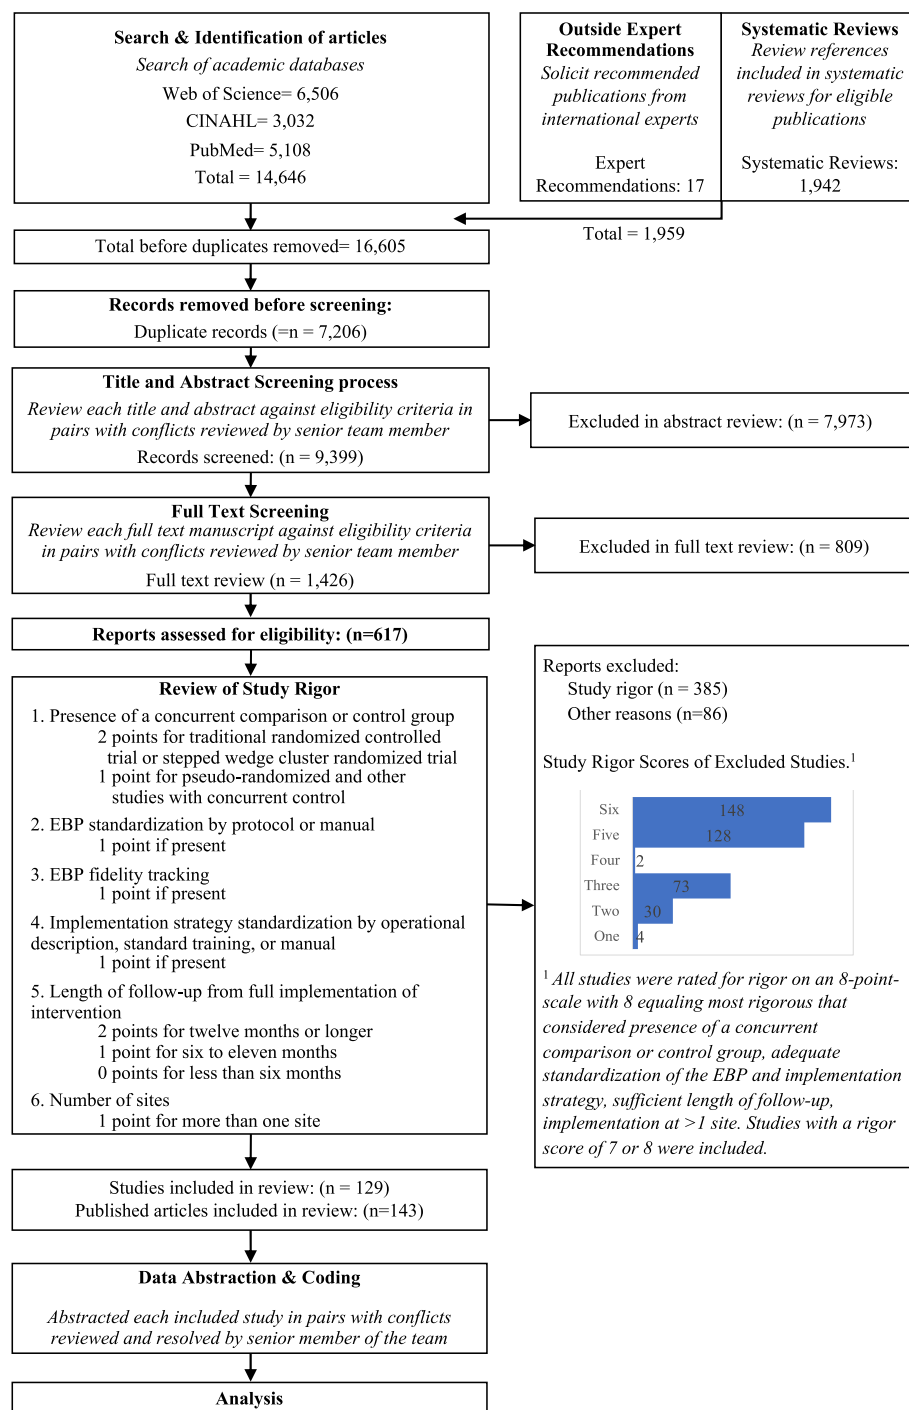 Search & Identification of articles
Search of academic databases
Web of Science= 6,506
CINAHL= 3,032
PubMed= 5,108
Total = 14,646
Outside Expert
Recommendations
Solicit recommended
publications from
international experts
Expert
Recommendations: 17
Systematic Reviews
Review references
included in systematic
reviews for eligible
publications
Systematic Reviews:
1,942
Total = 1,959
Total before duplicates removed= 16,605
Records removed before screening:
Duplicate records (=n = 7,206)
Title and Abstract Screening process
Review each title and abstract against eligibility criteria in
pairs with conflicts reviewed by senior team member
Records screened: (n = 9,399)
Excluded in abstract review: (n = 7,973)
Full Text Screening
Review each full text manuscript against eligibility criteria
in pairs with conflicts reviewed by senior team member
Full text review (n = 1,426)
Excluded in full text review: (n = 809)
Reports assessed for eligibility: (n=617)
Review of Study Rigor
1. Presence of a concurrent comparison or control group
2 points for traditional randomized controlled
trial or stepped wedge cluster randomized trial
1 point for pseudo-randomized and other
studies with concurrent control
2. EBP standardization by protocol or manual
1 point if present
3. EBP fidelity tracking
1 point if present
4. Implementation strategy standardization by operational
description, standard training, or manual
1 point if present
5. Length of follow-up from full implementation of
intervention
2 points for twelve months or longer
1 point for six to eleven months
0 points for less than six months
6. Number of sites
1 point for more than one site
Reports excluded:
Study rigor (n = 385)
Other reasons (n=86)
Study Rigor Scores of Excluded Studies.1
Six 148
Five 128
Four 2
Three 73
Two 30
One 4
1 All studies were rated for rigor on an 8-point-
scale with 8 equaling most rigorous that
considered presence of a concurrent
comparison or control group, adequate
standardization of the EBP and implementation
strategy, sufficient length of follow-up,
implementation at >1 site. Studies with a rigor
score of 7 or 8 were included.
Studies included in review: (n = 129)
Published articles included in review: (n=143)
Data Abstraction & Coding
Abstracted each included study in pairs with conflicts
reviewed and resolved by senior member of the team
Analysis